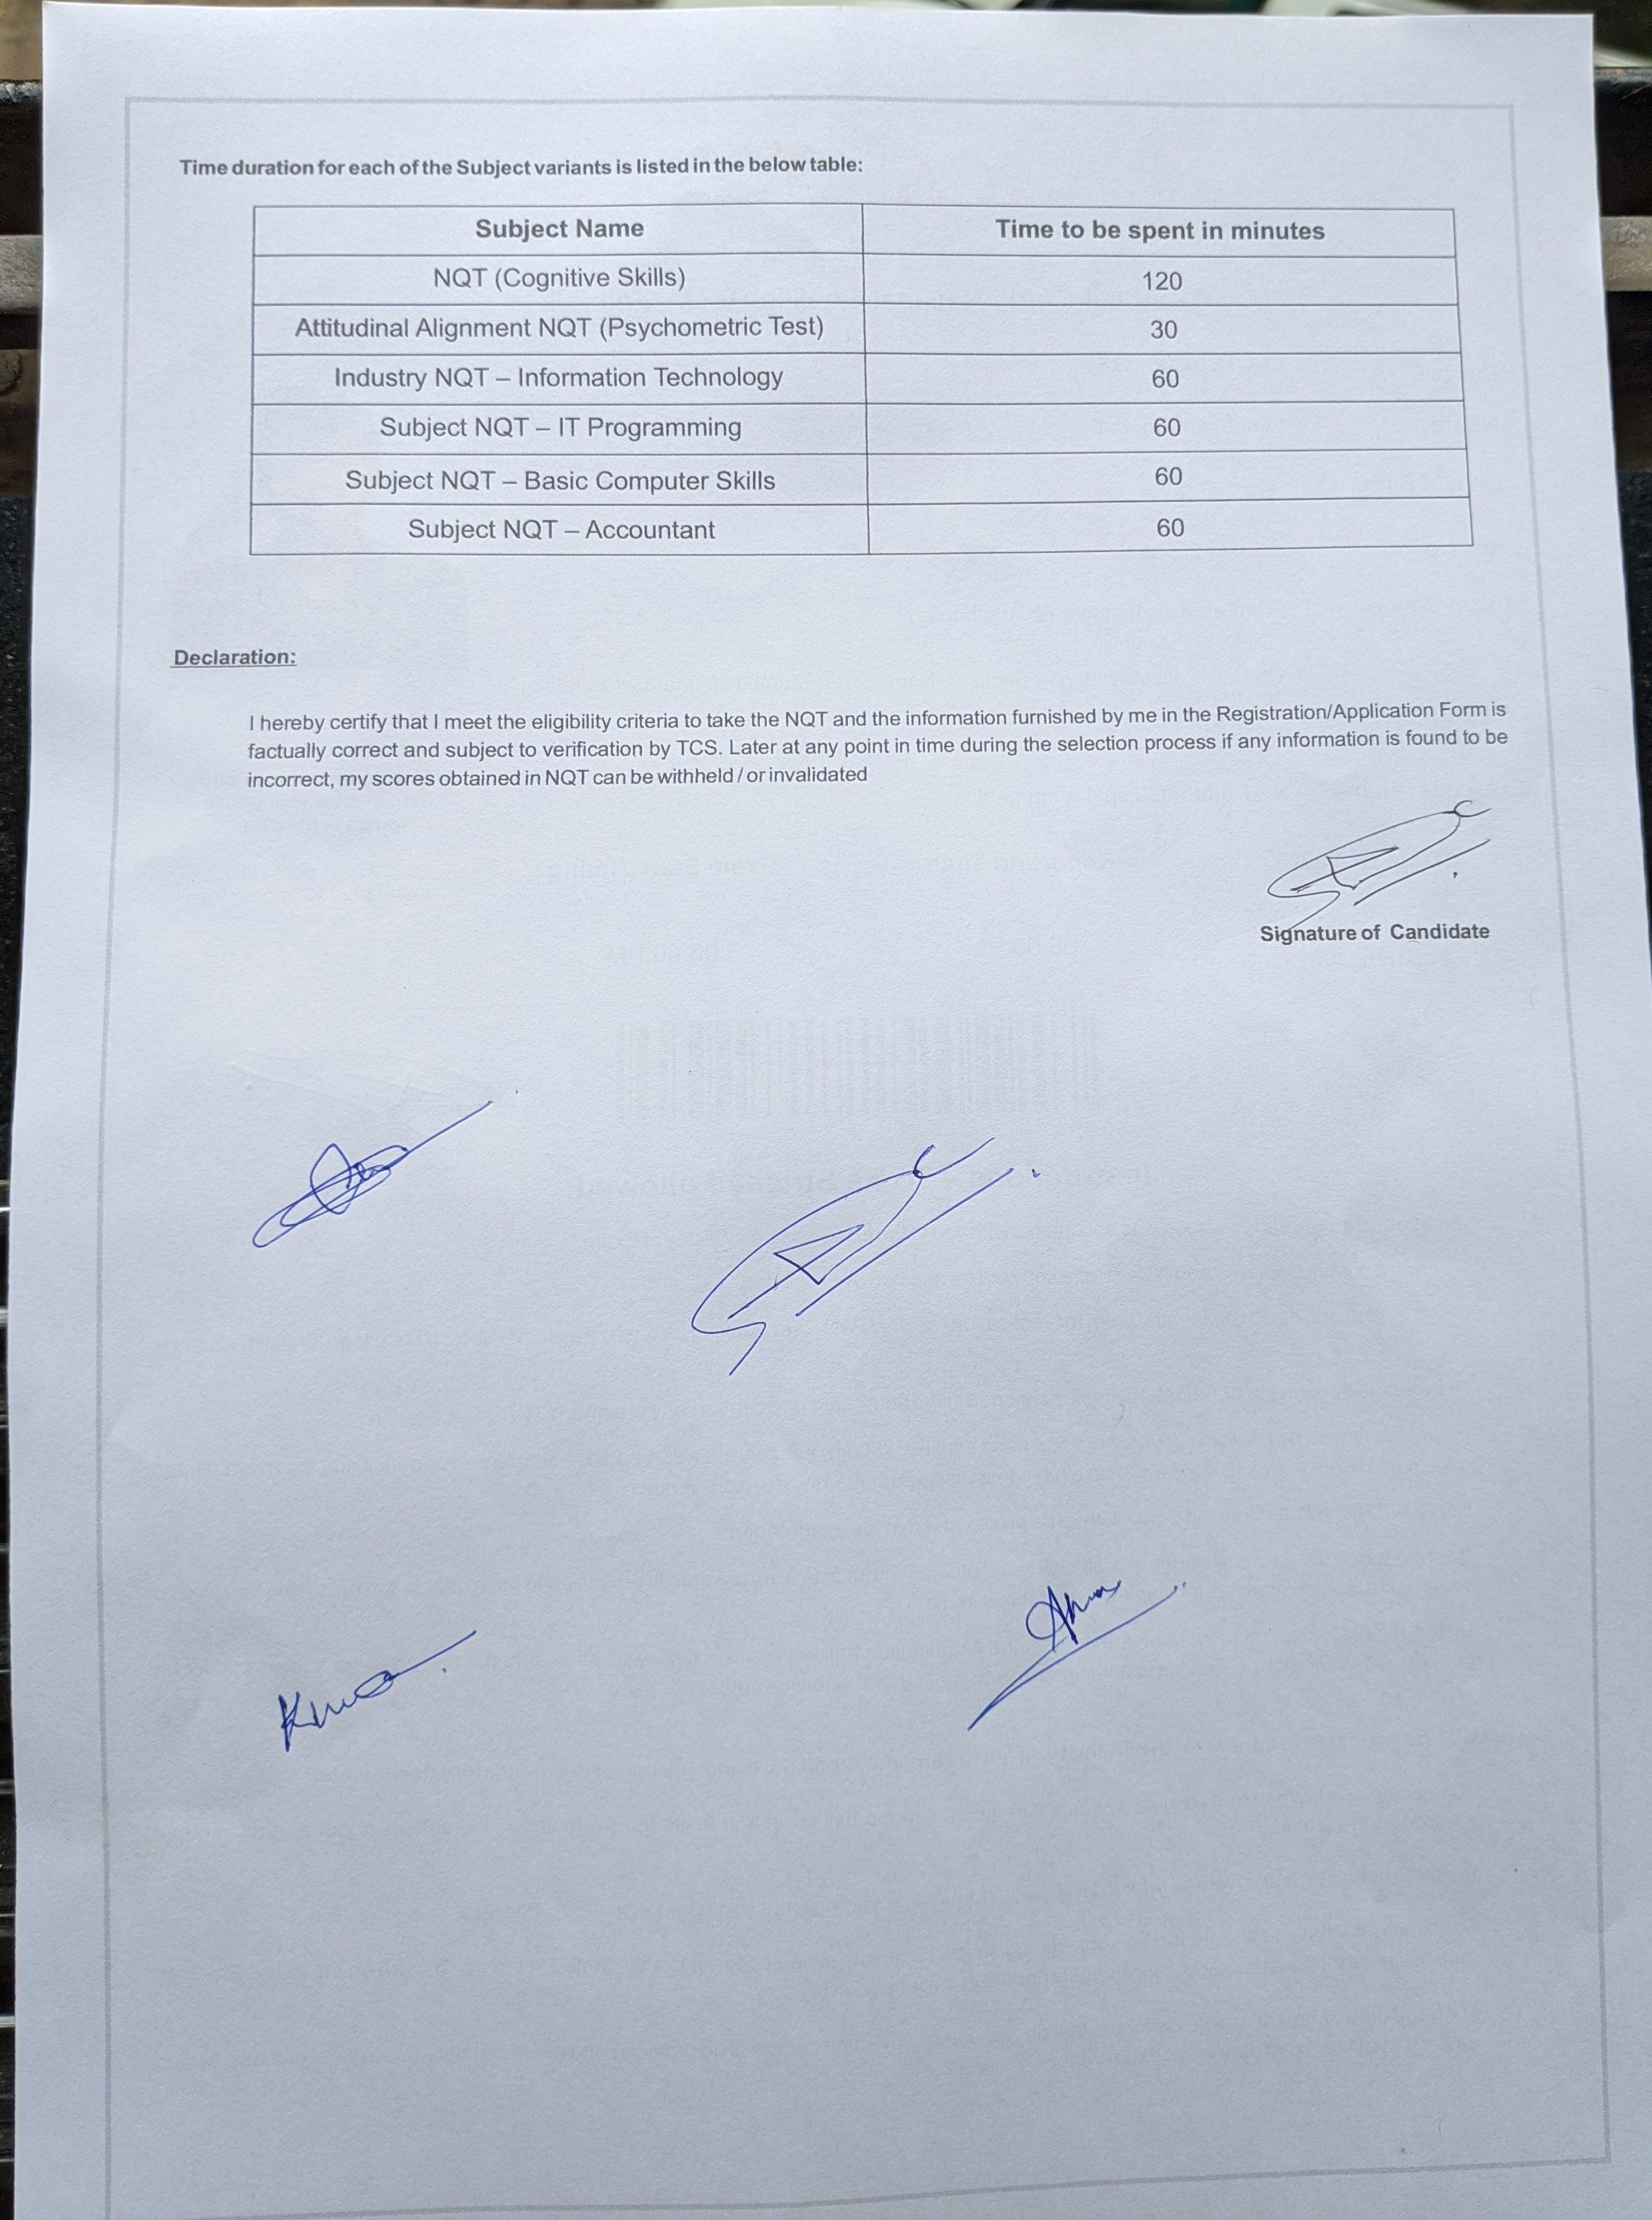 Time duration for each of the Subject variants is listed in the below table:
Subject Name Time to be spent in minutes
NQT (Cognitive Skills) 120
Attitudinal Alignment NQT (Psychometric Test) 30
Industry NQT – Information Technology 60
Subject NQT – IT Programming 60
Subject NQT – Basic Computer Skills 60
Subject NQT – Accountant 60
Declaration:
I hereby certify that I meet the eligibility criteria to take the NQT and the information furnished by me in the Registration/Application Form is
factually correct and subject to verification by TCS. Later at any point in time during the selection process if any information is found to be
incorrect, my scores obtained in NQT can be withheld / or invalidated
Signature of Candidate